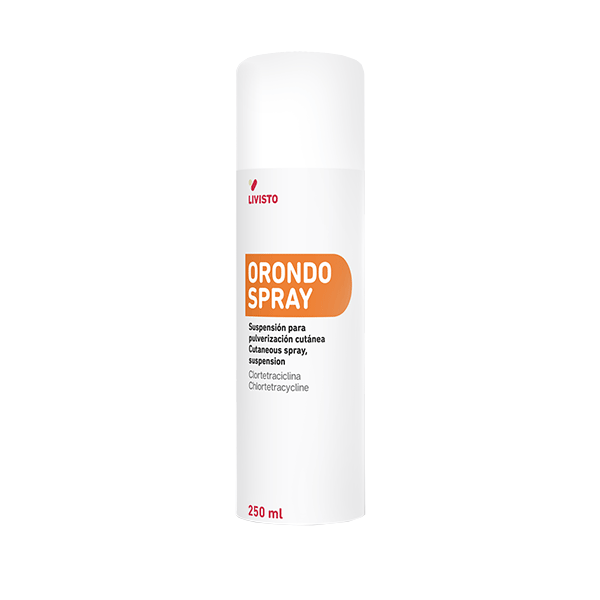 LIVISTO
ORONDO
SPRAY
Suspensión para
pulverización cutánea
Cutaneous spray,
suspension
Clortetraciclina
Chlortetracycline
250 ml